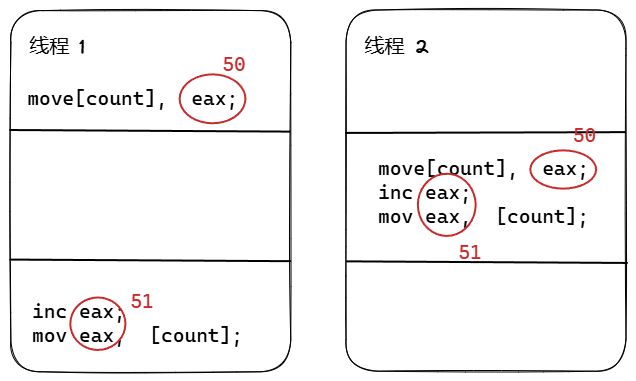 线程 1
50
move[count], eax;
inc eax;
51
mov eax, [count];
线程 2
50
move[count], eax;
inc eax;
mov eax, [count];
51